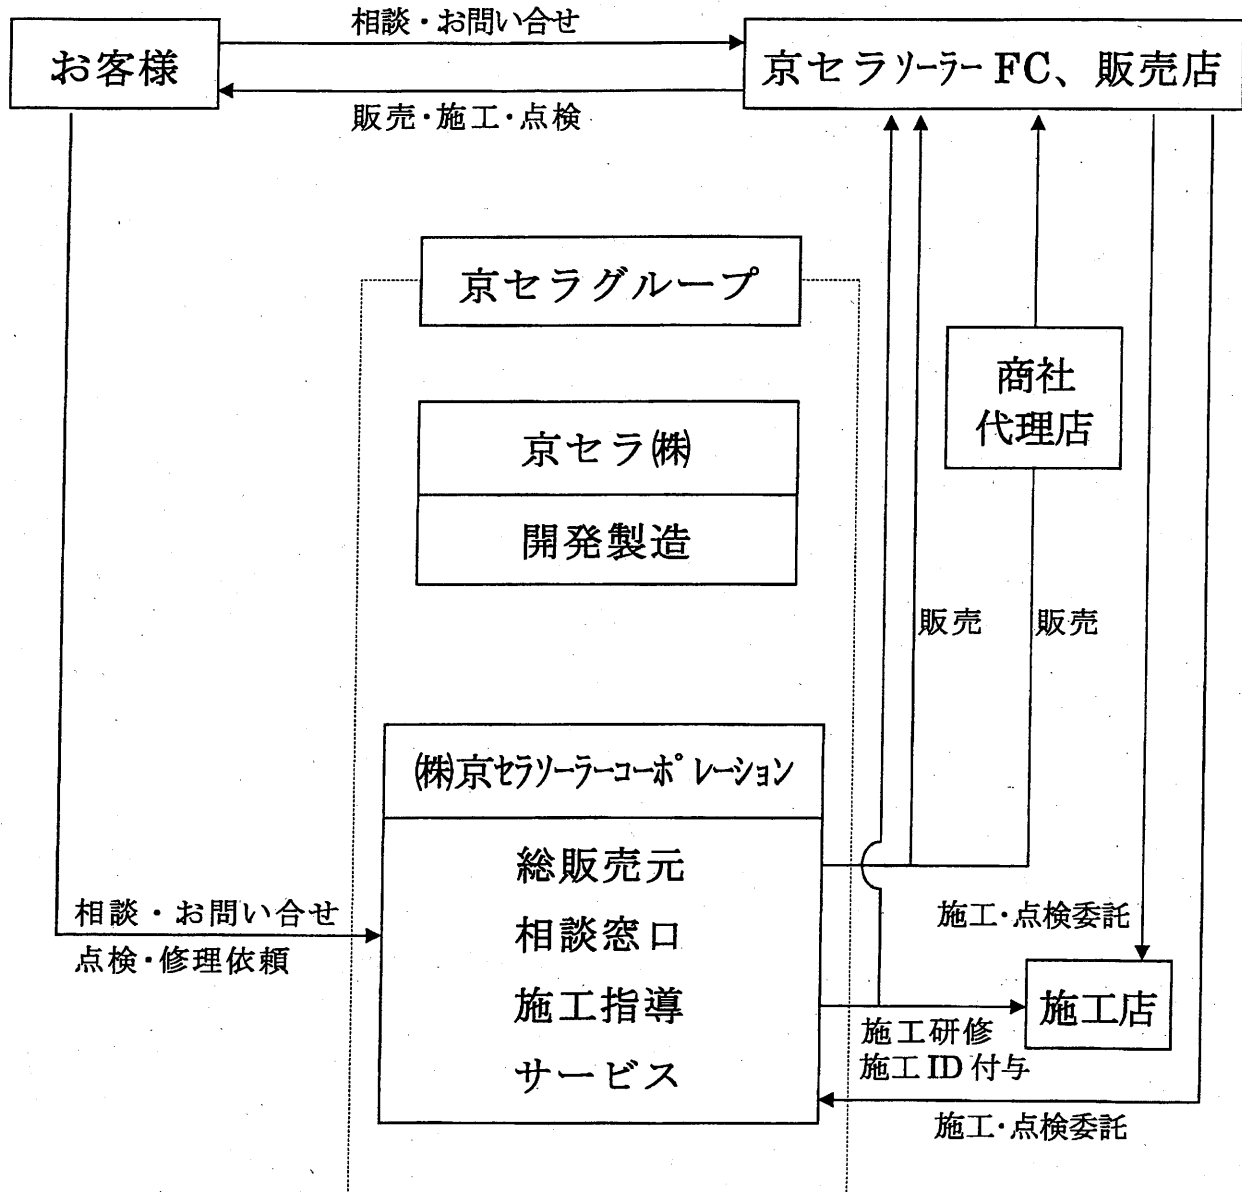 相談・お問い合せ
お客様
京セラソーラーFC、販売店
販売・施工・点検
京セラグループ
商社
代理店
京セラ㈱
開発製造
販売
販売
㈱京セラソーラーコーポレーション
総販売元
相談・お問い合せ
施工・点検委託
相談窓口
点検・修理依頼
施工指導
施工店
施工研修
施工ID付与
サービス
施工・点検委託